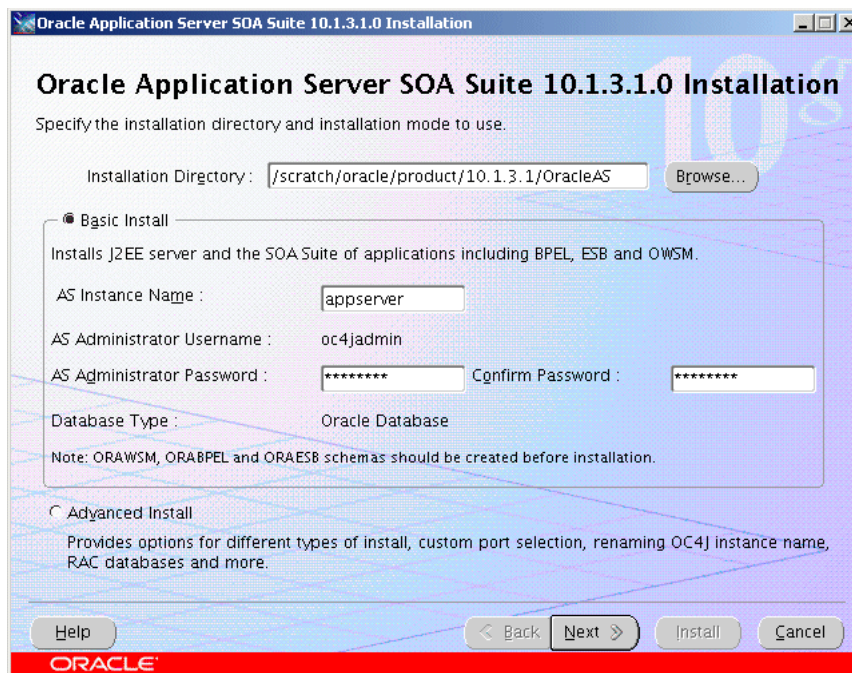 Oracle Application Server SOA Suite 10.1.3.1.0 Installation
10g
Oracle Application Server SOA Suite 10.1.3.1.0 Installation
Specify the installation directory and installation mode to use.
Installation Directory : /scratch/oracle/product/10.1.3.1/OracleAS Browse...
Basic Install
Installs J2EE server and the SOA Suite of applications including BPEL, ESB and OWSM.
AS Instance Name : appserver
AS Administrator Username : oc4jadmin
AS Administrator Password : ******** Confirm Password : ********
Database Type : Oracle Database
Note: ORAWSM, ORABPEL and ORAESB schemas should be created before installation.
Advanced Install
Provides options for different types of install, custom port selection, renaming OC4J instance name,
RAC databases and more.
Help Back Next Install Cancel
ORACLE